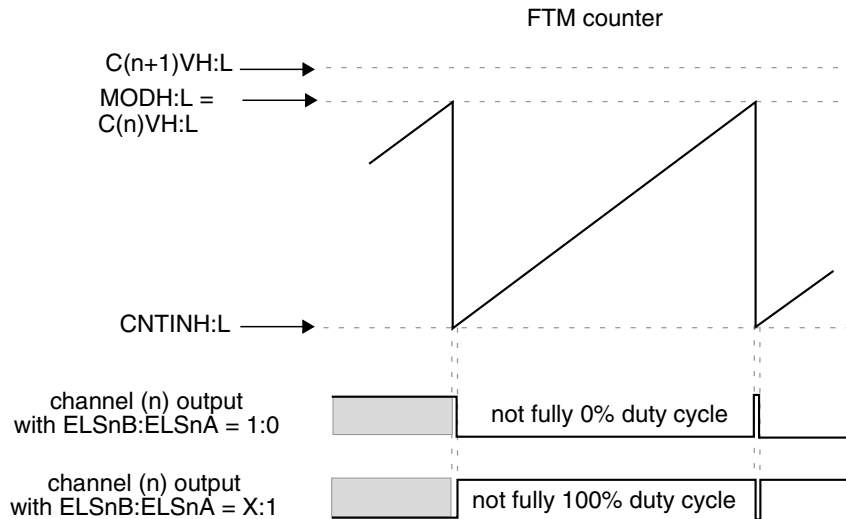 FTM counter
C(n+1)VH:L
MODH:L =
C(n)VH:L
CNTINH:L
channel (n) output
with ELSnB:ELSnA = 1:0
not fully 0% duty cycle
channel (n) output
with ELSnB:ELSnA = X:1
not fully 100% duty cycle